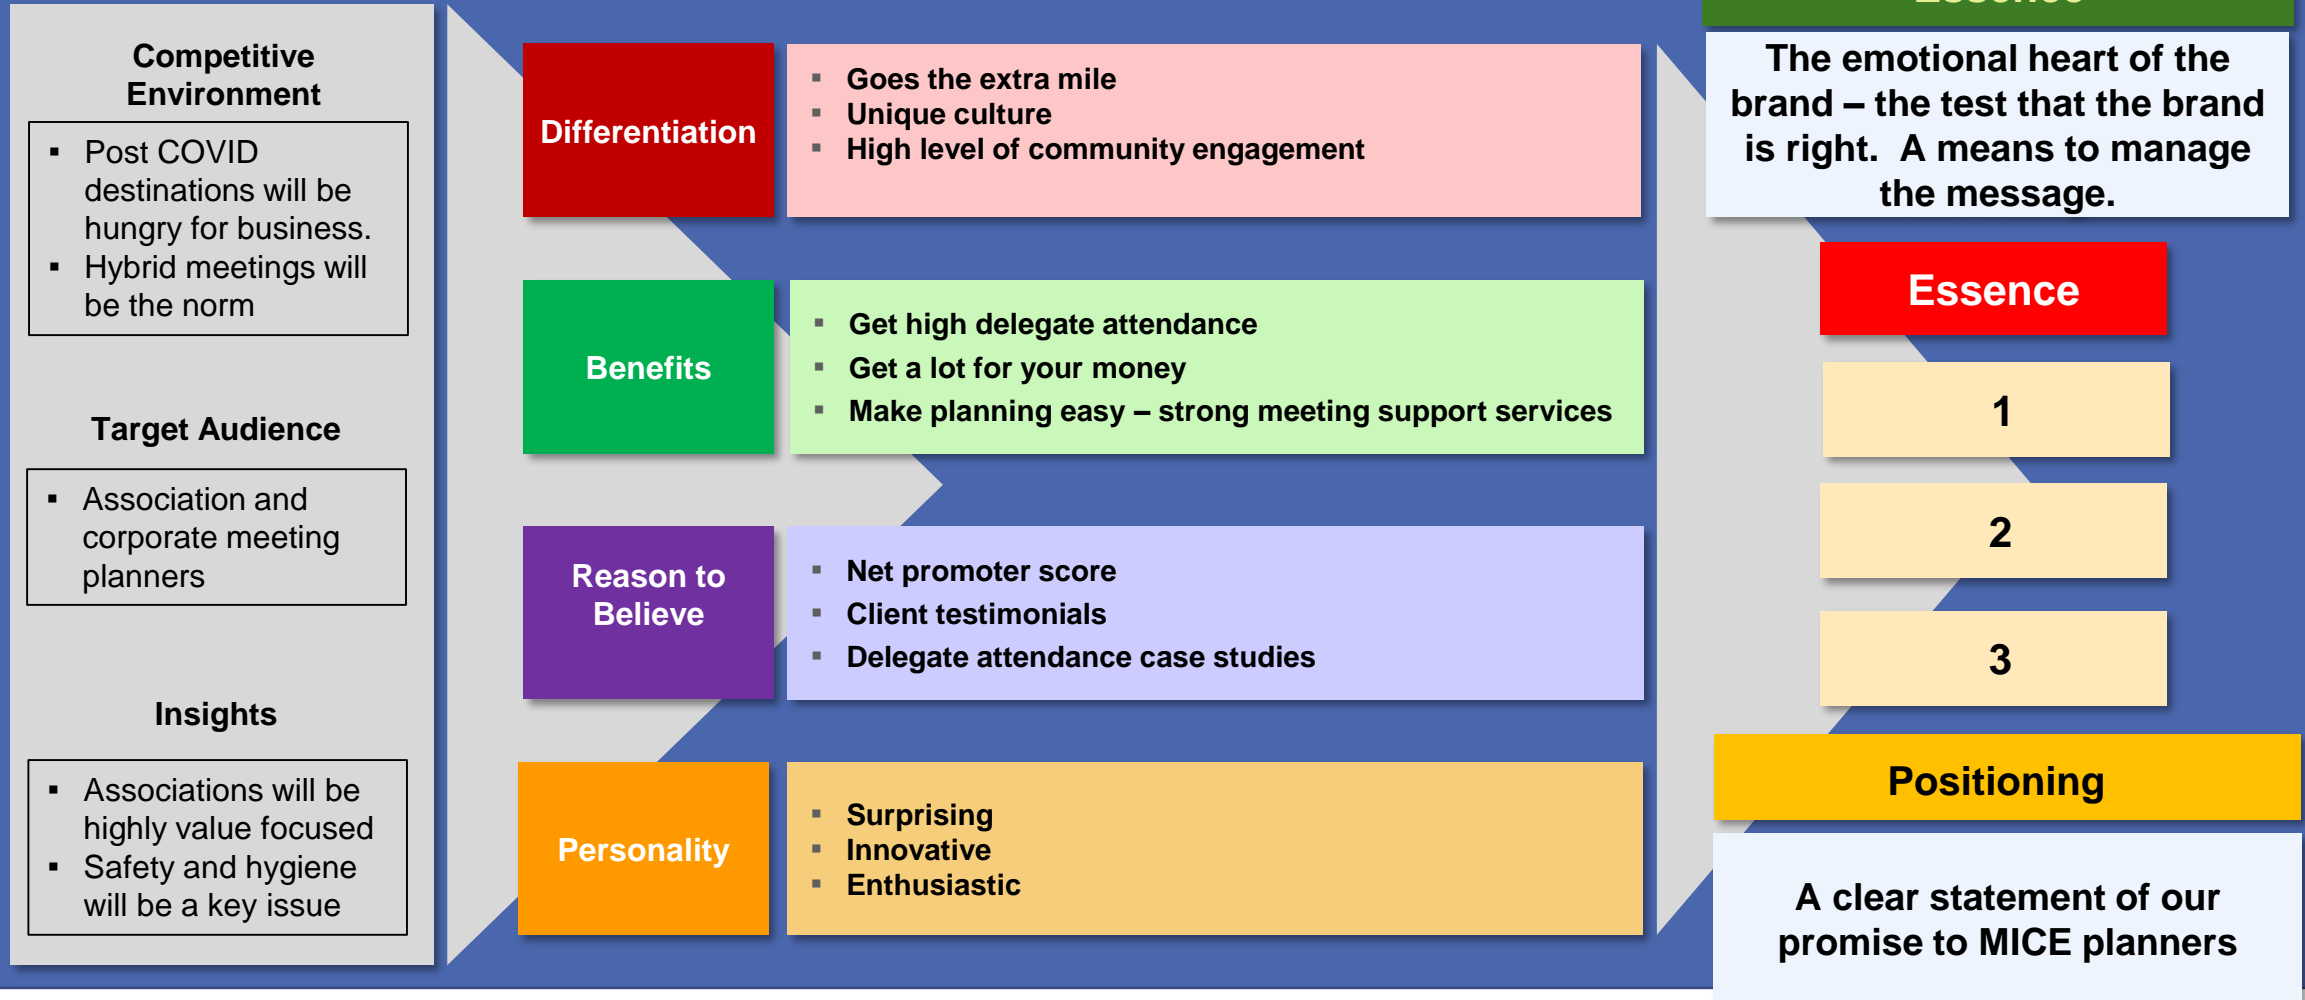 Competitive
Environment
▪ Post COVID
destinations will be
hungry for business.
▪ Hybrid meetings will
be the norm
Target Audience
▪ Association and
corporate meeting
planners
Insights
▪ Associations will be
highly value focused
▪ Safety and hygiene
will be a key issue
Differentiation
▪ Goes the extra mile
▪ Unique culture
▪ High level of community engagement
Benefits
▪ Get high delegate attendance
▪ Get a lot for your money
▪ Make planning easy – strong meeting support services
Reason to
Believe
▪ Net promoter score
▪ Client testimonials
▪ Delegate attendance case studies
Personality
▪ Surprising
▪ Innovative
▪ Enthusiastic
Essence
The emotional heart of the
brand – the test that the brand
is right. A means to manage
the message.
Essence
1
2
3
Positioning
A clear statement of our
promise to MICE planners